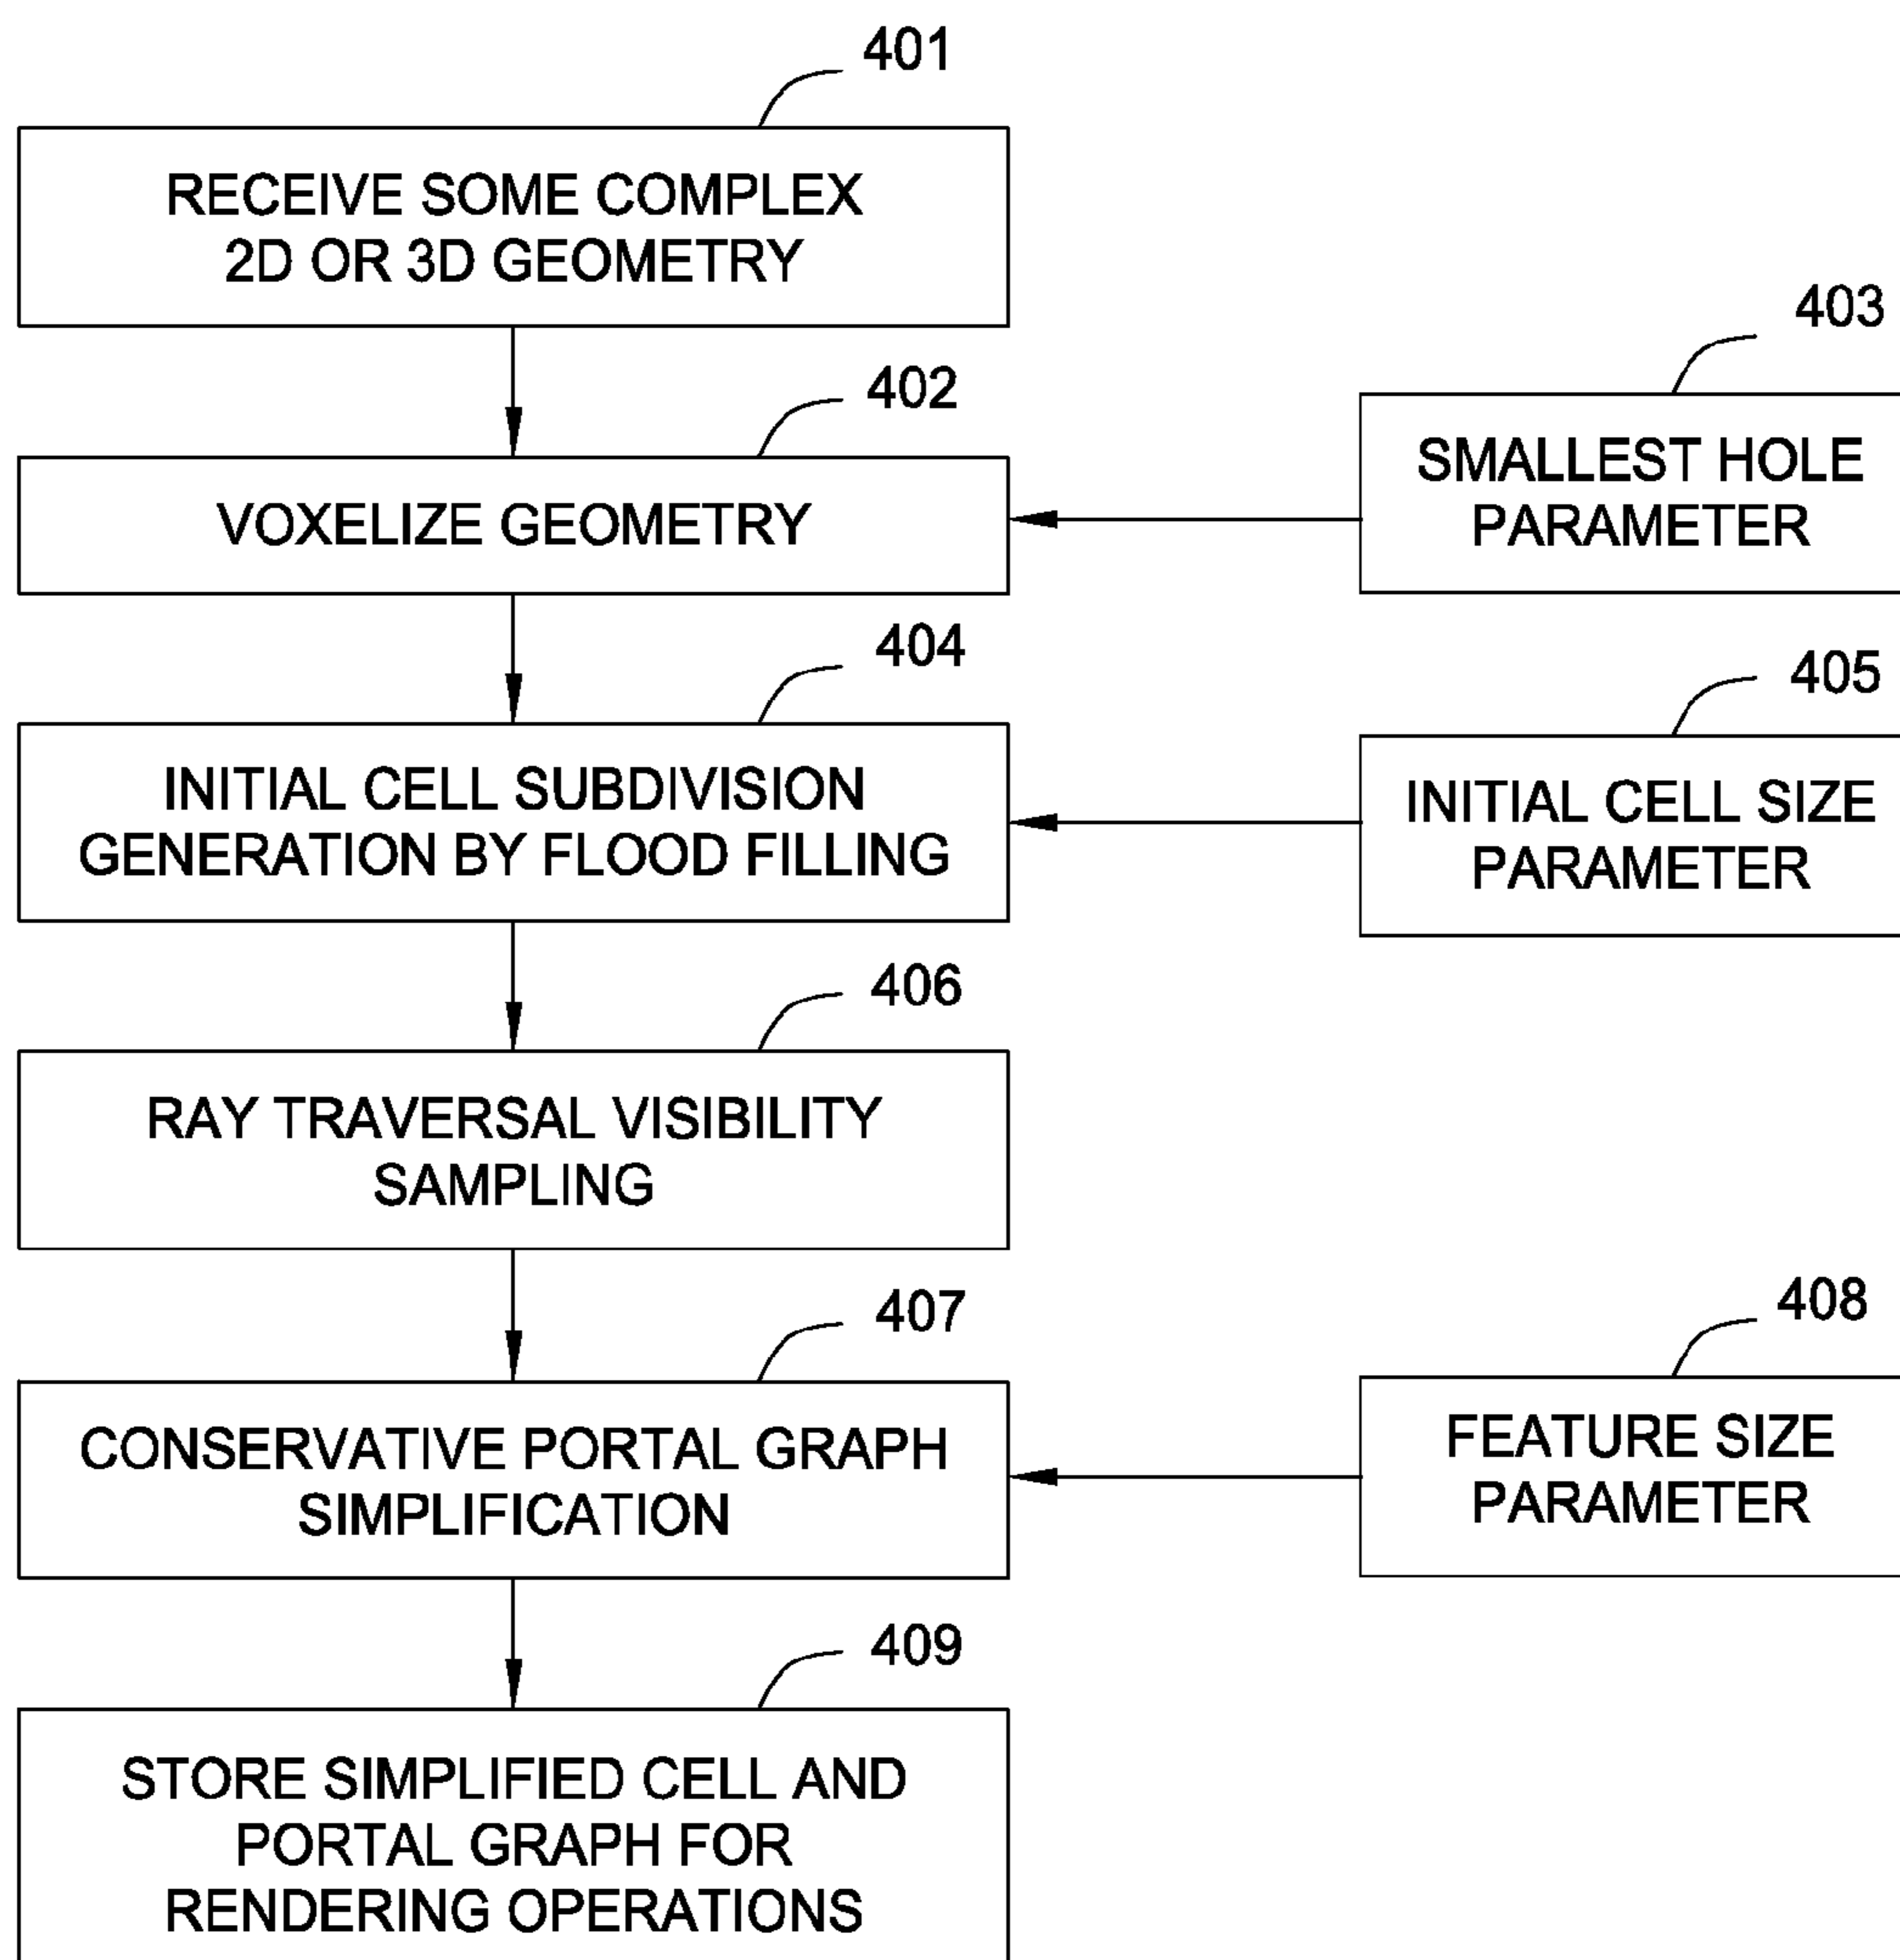 401
RECEIVE SOME COMPLEX
2D OR 3D GEOMETRY
402
VOXELIZE GEOMETRY
403
SMALLEST HOLE
PARAMETER
404
INITIAL CELL SUBDIVISION
GENERATION BY FLOOD FILLING
405
INITIAL CELL SIZE
PARAMETER
406
RAY TRAVERSAL VISIBILITY
SAMPLING
407
CONSERVATIVE PORTAL GRAPH
SIMPLIFICATION
408
FEATURE SIZE
PARAMETER
409
STORE SIMPLIFIED CELL AND
PORTAL GRAPH FOR
RENDERING OPERATIONS